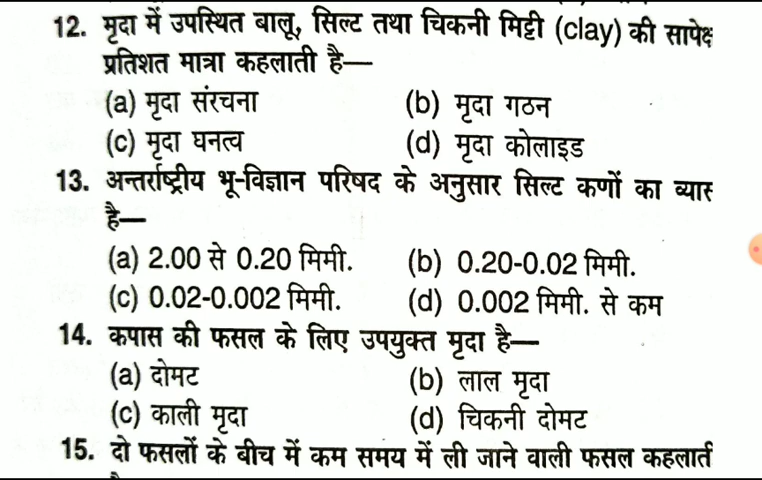 12. मृदा में उपस्थित बालू, सिल्ट तथा चिकनी मिट्टी (clay) की सापेक्ष
प्रतिशत मात्रा कहलाती है—
(a) मृदा संरचना (b) मृदा गठन
(c) मृदा घनत्व (d) मृदा कोलाइड
13. अन्तर्राष्ट्रीय भू-विज्ञान परिषद के अनुसार सिल्ट कणों का
है—
(a) 2.00 से 0.20 मिमी. (b) 0.20-0.02 मिमी.
(c) 0.02-0.002 मिमी. (d) 0.002 मिमी. से कम
14. कपास की फसल के लिए उपयुक्त मृदा है—
(a) दोमट (b) लाल मृदा
(c) काली मृदा (d) चिकनी दोमट
15. दो फसलों के बीच में कम समय में ली जाने वाली फसल